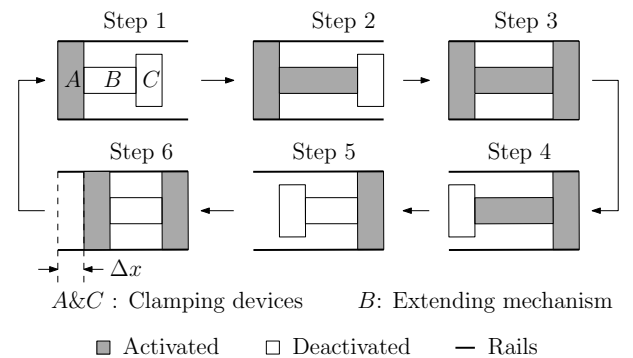 Step 1
Step 2
Step 3
A
B
C
Step 6
Step 5
Step 4
Δx
A&C : Clamping devices
B: Extending mechanism
Activated
Deactivated
Rails